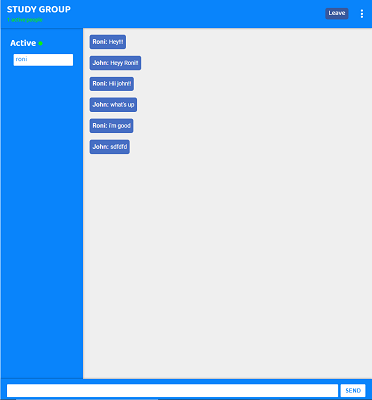 STUDY GROUP
1 active people
Leave
Active
roni
Roni: Hey!!!
John: Heyy Roni!!
Roni: Hii john!!
John: what's up
Roni: i'm good
John: sdfdfd
SEND